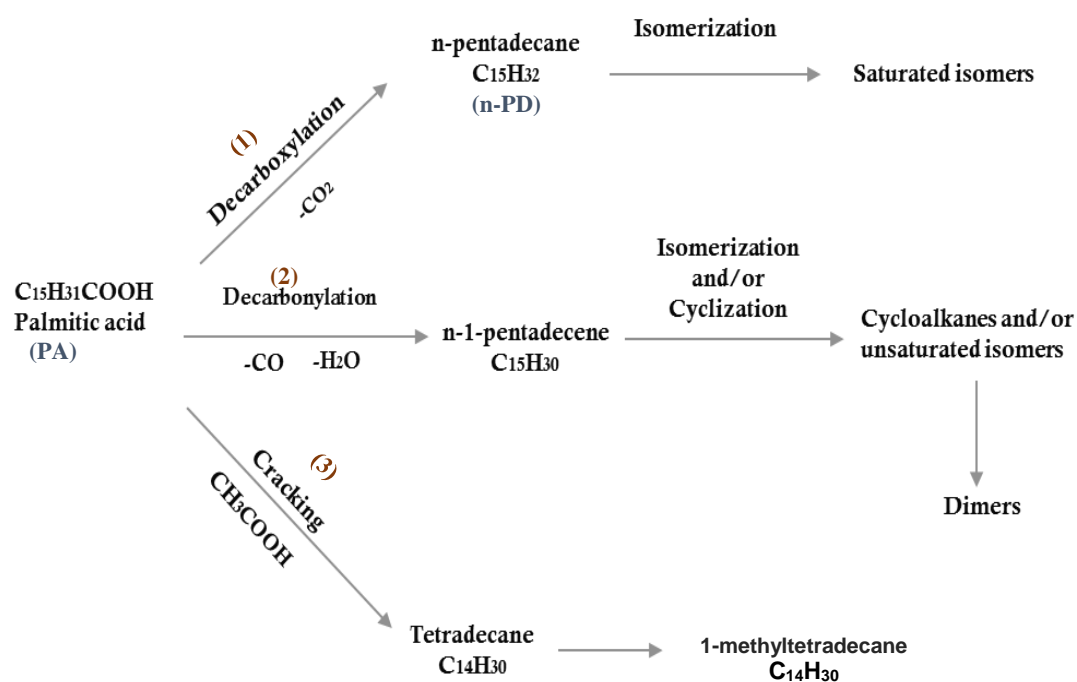 n-pentadecane
C₁₅H₃₂
(n-PD)
Isomerization
Saturated isomers
(1)
Decarboxylation
-CO₂
C₁₅H₃₁COOH
Palmitic acid
(PA)
(2)
Decarbonylation
-CO -H₂O
n-1-pentadecene
C₁₅H₃₀
Isomerization
and/or
Cyclization
Cycloalkanes and/or
unsaturated isomers
Dimers
(3)
Cracking
CH₃COOH
Tetradecane
C₁₄H₃₀
1-methyltetradecane
C₁₄H₃₀